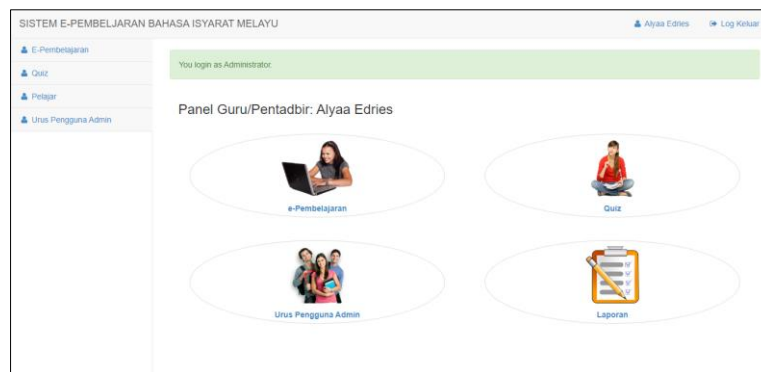 SISTEM E-PEMBELJARAN BAHASA ISYARAT MELAYU
Alyaa Edries
Log Keluar
E-Pembelajaran
Quiz
Pelajar
Urus Pengguna Admin
You login as Administrator.
Panel Guru/Pentadbir: Alyaa Edries
e-Pembelajaran
Quiz
Urus Pengguna Admin
Laporan